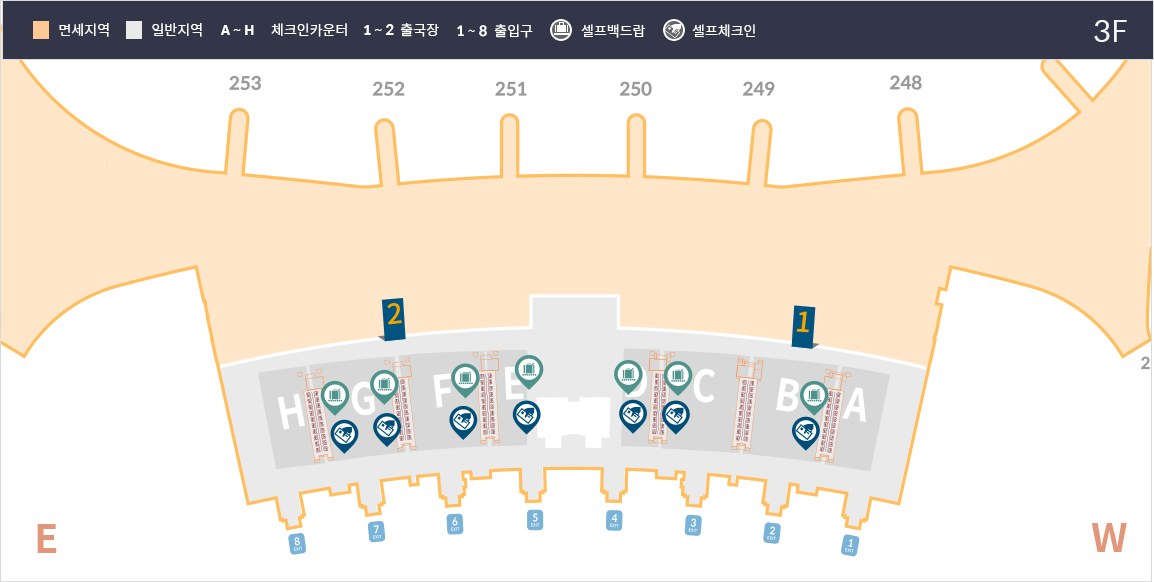 면세지역 일반지역 A ~ H 체크인카운터 1 ~ 2 출국장 1 ~ 8 출입구 셀프백드랍 셀프체크인 3F
253 252 251 250 249 248
2 1
2
H G F E D C B A
8 EXIT 7 EXIT 6 EXIT 5 EXIT 4 EXIT 3 EXIT 2 EXIT 1 EXIT
E W